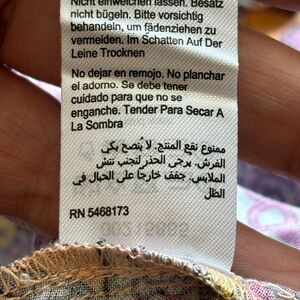 Nicht einweichen lassen. Besatz
nicht bügeln. Bitte vorsichtig
behandeln, um fädenziehen zu
vermeiden. Im Schatten Auf Der
Leine Trocknen
No dejar en remojo. No planchar
el adorno. Se debe tener
cuidado para que no se
enganche. Tender Para Secar A
La Sombra
ممنوع نقع المنتج. لا يُنصح بكي
الفرش. يرجى الحذر لتجنب نتش
الملابس. جفف خارجا على الحبال في
الظل
RN 5468173